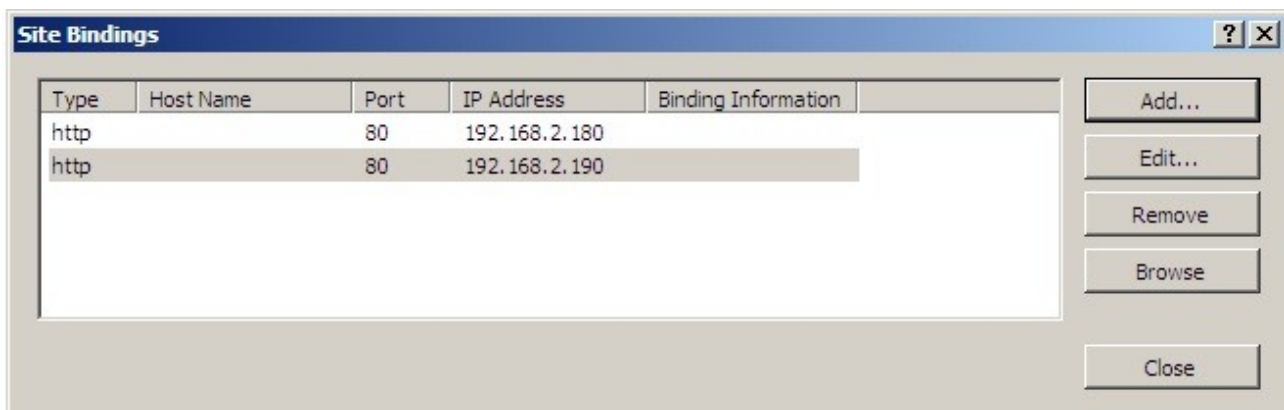 Site Bindings ? X
Type Host Name Port IP Address Binding Information
http 80 192.168.2.180
http 80 192.168.2.190
Add...
Edit...
Remove
Browse
Close